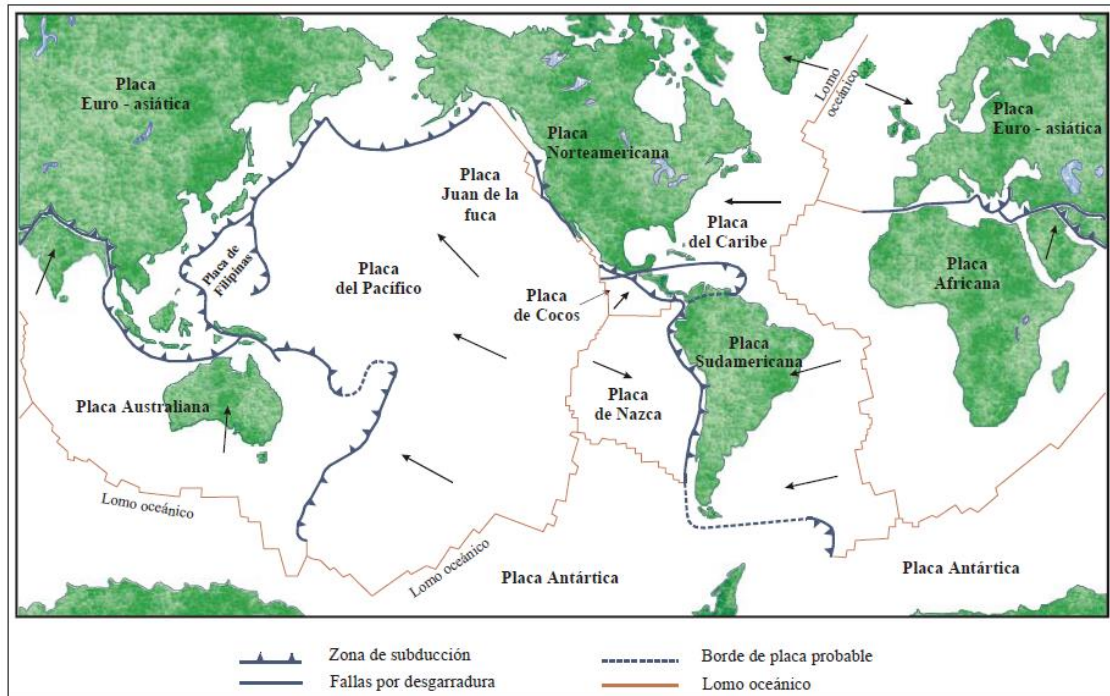 Placa
Euro - asiática
Placa
Norteamericana
Lomo
oceánico
Placa
Euro - asiática
Placa
Juan de la
fuca
Placa
del Caribe
Placa de
Filipinas
Placa
del Pacífico
Placa
de Cocos
Placa
Africana
Placa
Sudamericana
Placa Australiana
Placa
de Nazca
Lomo oceánico
Lomo oceánico
Placa Antártica
Placa Antártica
Zona de subducción
Borde de placa probable
Fallas por desgarradura
Lomo oceánico